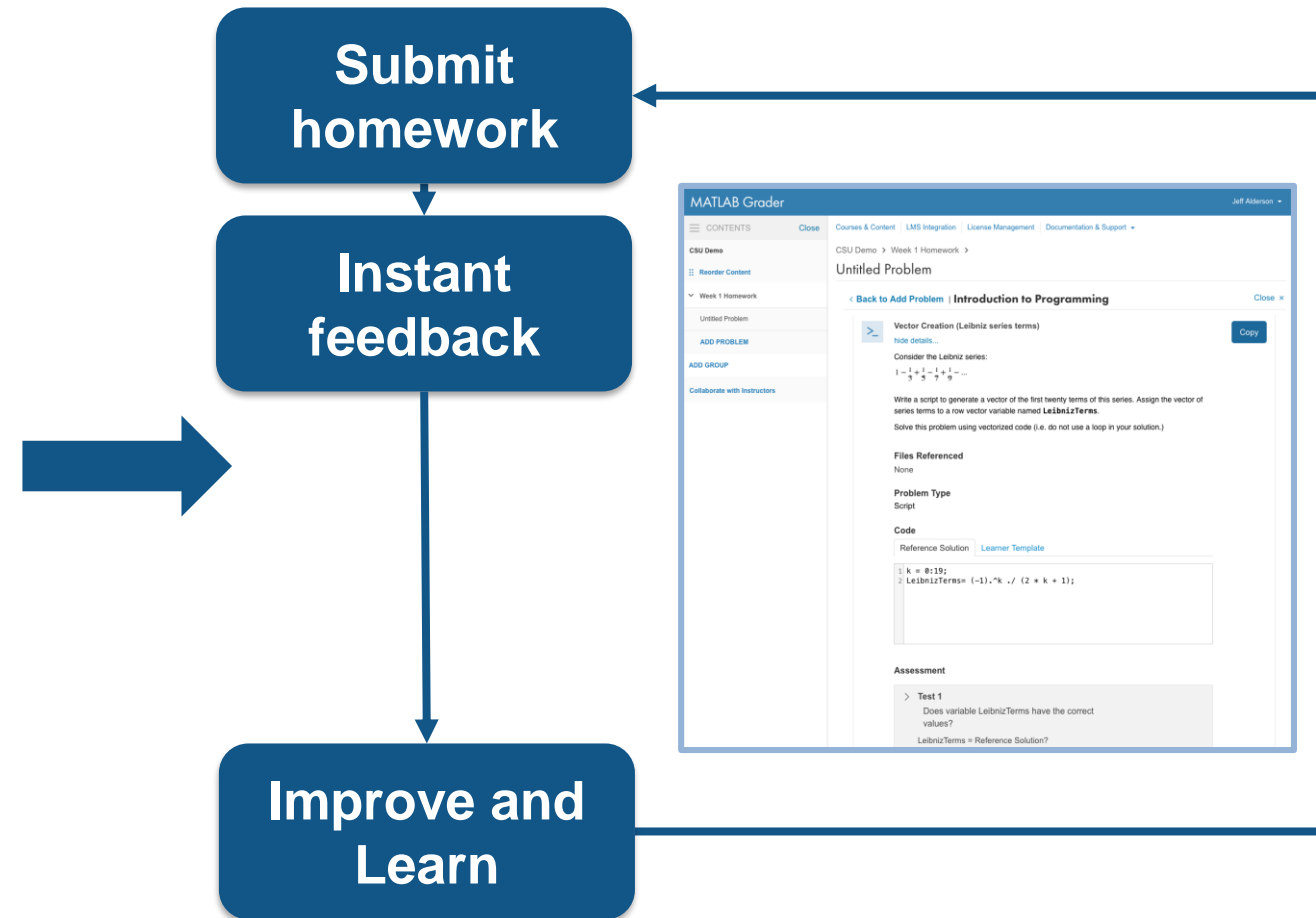 Submit
homework
Instant
feedback
Improve and
Learn
MATLAB Grader
Jeff Alderson
CONTENTS
Close
CSU Demo
Reorder Content
Week 1 Homework
Untitled Problem
ADD PROBLEM
ADD GROUP
Collaborate with Instructors
Courses & Content | LMS Integration | License Management | Documentation & Support
CSU Demo > Week 1 Homework >
Untitled Problem
< Back to Add Problem | Introduction to Programming
Close ×
>_
Vector Creation (Leibniz series terms)
Copy
hide details...
Consider the Leibniz series:
1 − 1/3 + 1/5 − 1/7 + 1/9 − ...
Write a script to generate a vector of the first twenty terms of this series. Assign the vector of
series terms to a row vector variable named LeibnizTerms.
Solve this problem using vectorized code (i.e. do not use a loop in your solution.)
Files Referenced
None
Problem Type
Script
Code
Reference Solution Learner Template
1 k = 0:19;
2 LeibnizTerms= (-1).^k ./ (2 * k + 1);
Assessment
> Test 1
Does variable LeibnizTerms have the correct
values?
LeibnizTerms = Reference Solution?